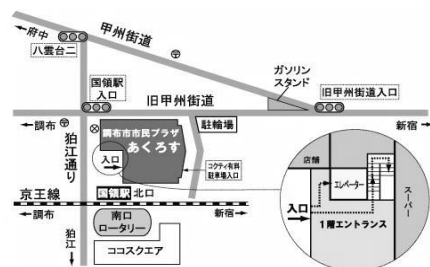 府中
甲州街道
八雲台二
ガソリン
スタンド
国領駅
入口
旧甲州街道入口
旧甲州街道
調布
駐輪場
新宿
狛江通り
調布市市民プラザ
あくろす
入口
コクティ有料
駐車場入口
店舗
エレベーター
スーパー
入口
1階エントランス
京王線
国領駅 北口
調布
新宿
南口
ロータリー
狛江
ココスクエア